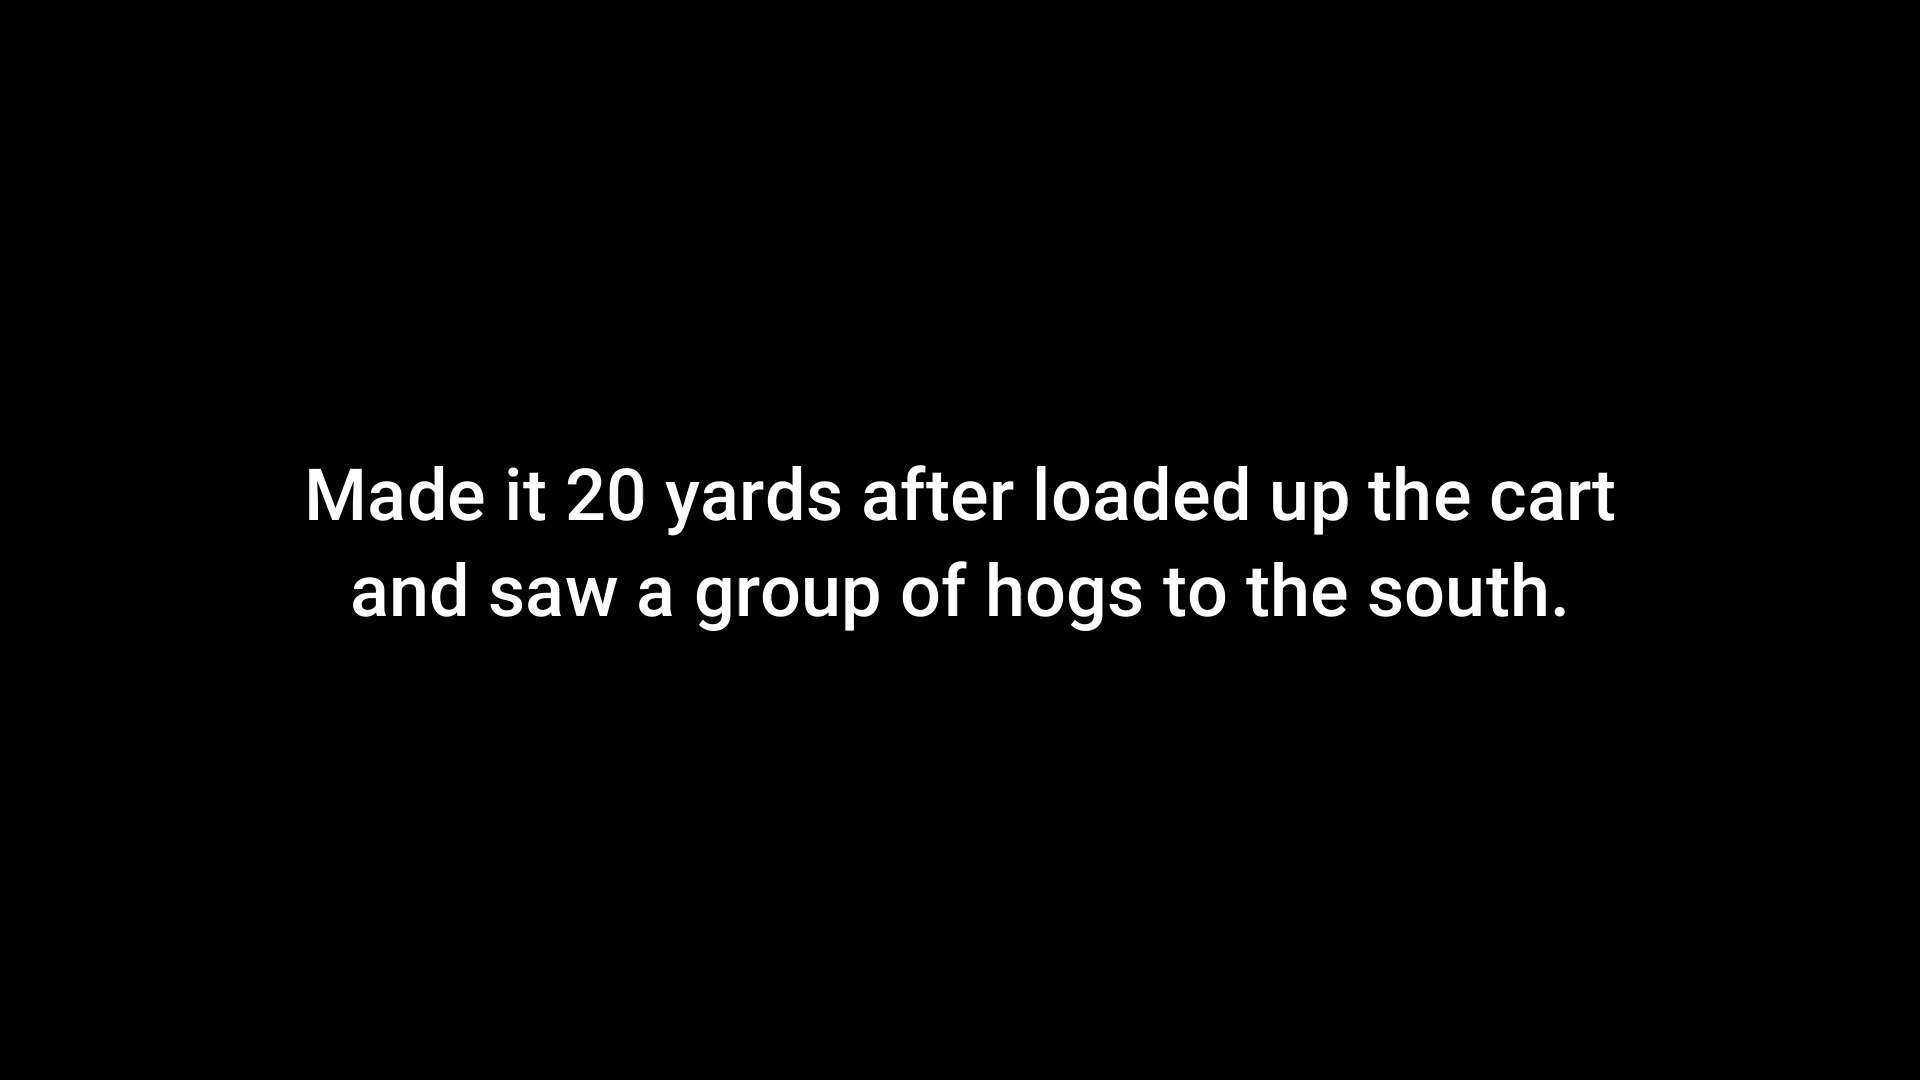 Made it 20 yards after loaded up the cart
and saw a group of hogs to the south.